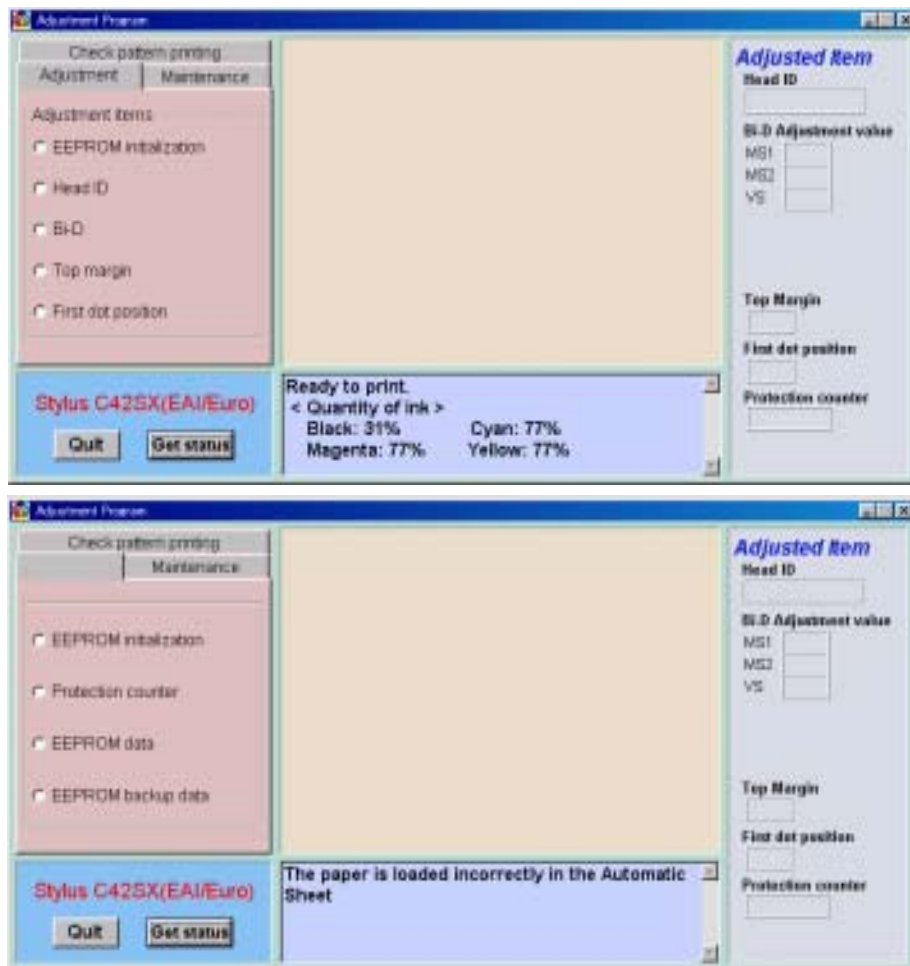 Adjustment Program
Check pattern printing
Adjustment Maintenance
Adjustment items
EEPROM initialization
Head ID
Bi-D
Top margin
First dot position
Stylus C42SX(EAI/Euro)
Quit Get status
Ready to print.
< Quantity of ink >
Black: 31% Cyan: 77%
Magenta: 77% Yellow: 77%
Adjusted Item
Head ID
Bi-D Adjustment value
MS1
MS2
VS
Top Margin
First dot position
Protection counter
Adjustment Program
Check pattern printing
Maintenance
EEPROM initialization
Protection counter
EEPROM data
EEPROM backup data
Stylus C42SX(EAI/Euro)
Quit Get status
The paper is loaded incorrectly in the Automatic
Sheet
Adjusted Item
Head ID
Bi-D Adjustment value
MS1
MS2
VS
Top Margin
First dot position
Protection counter